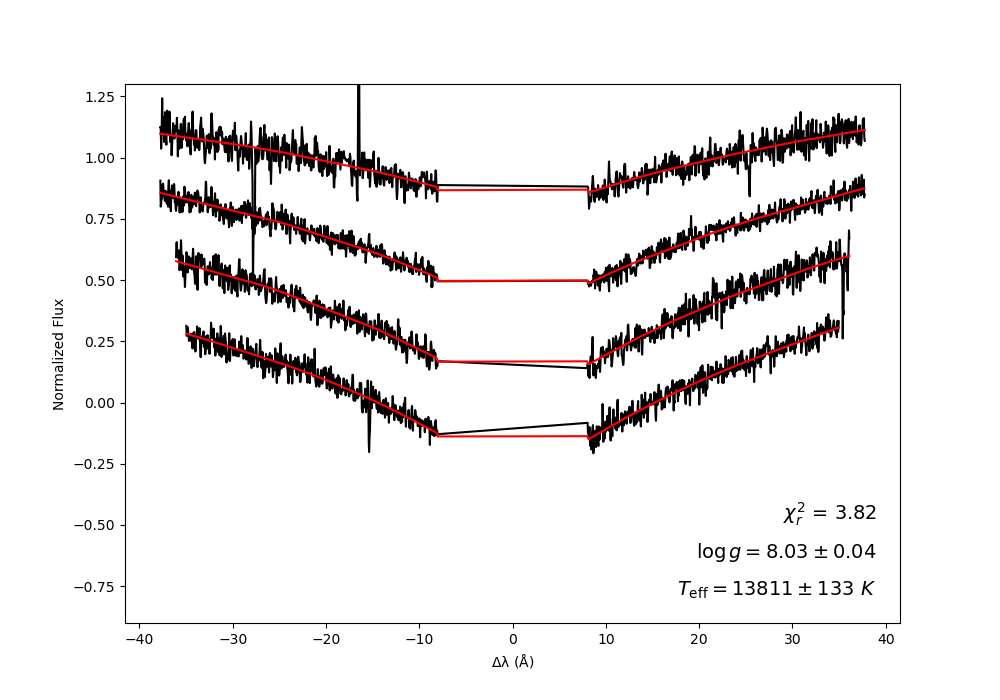 1.25
1.00
0.75
0.50
0.25
0.00
−0.25
−0.50
−0.75
Normalized Flux
χ²ᵣ = 3.82
log g = 8.03 ± 0.04
T_eff = 13811 ± 133 K
−40 −30 −20 −10 0 10 20 30 40
Δλ (Å)